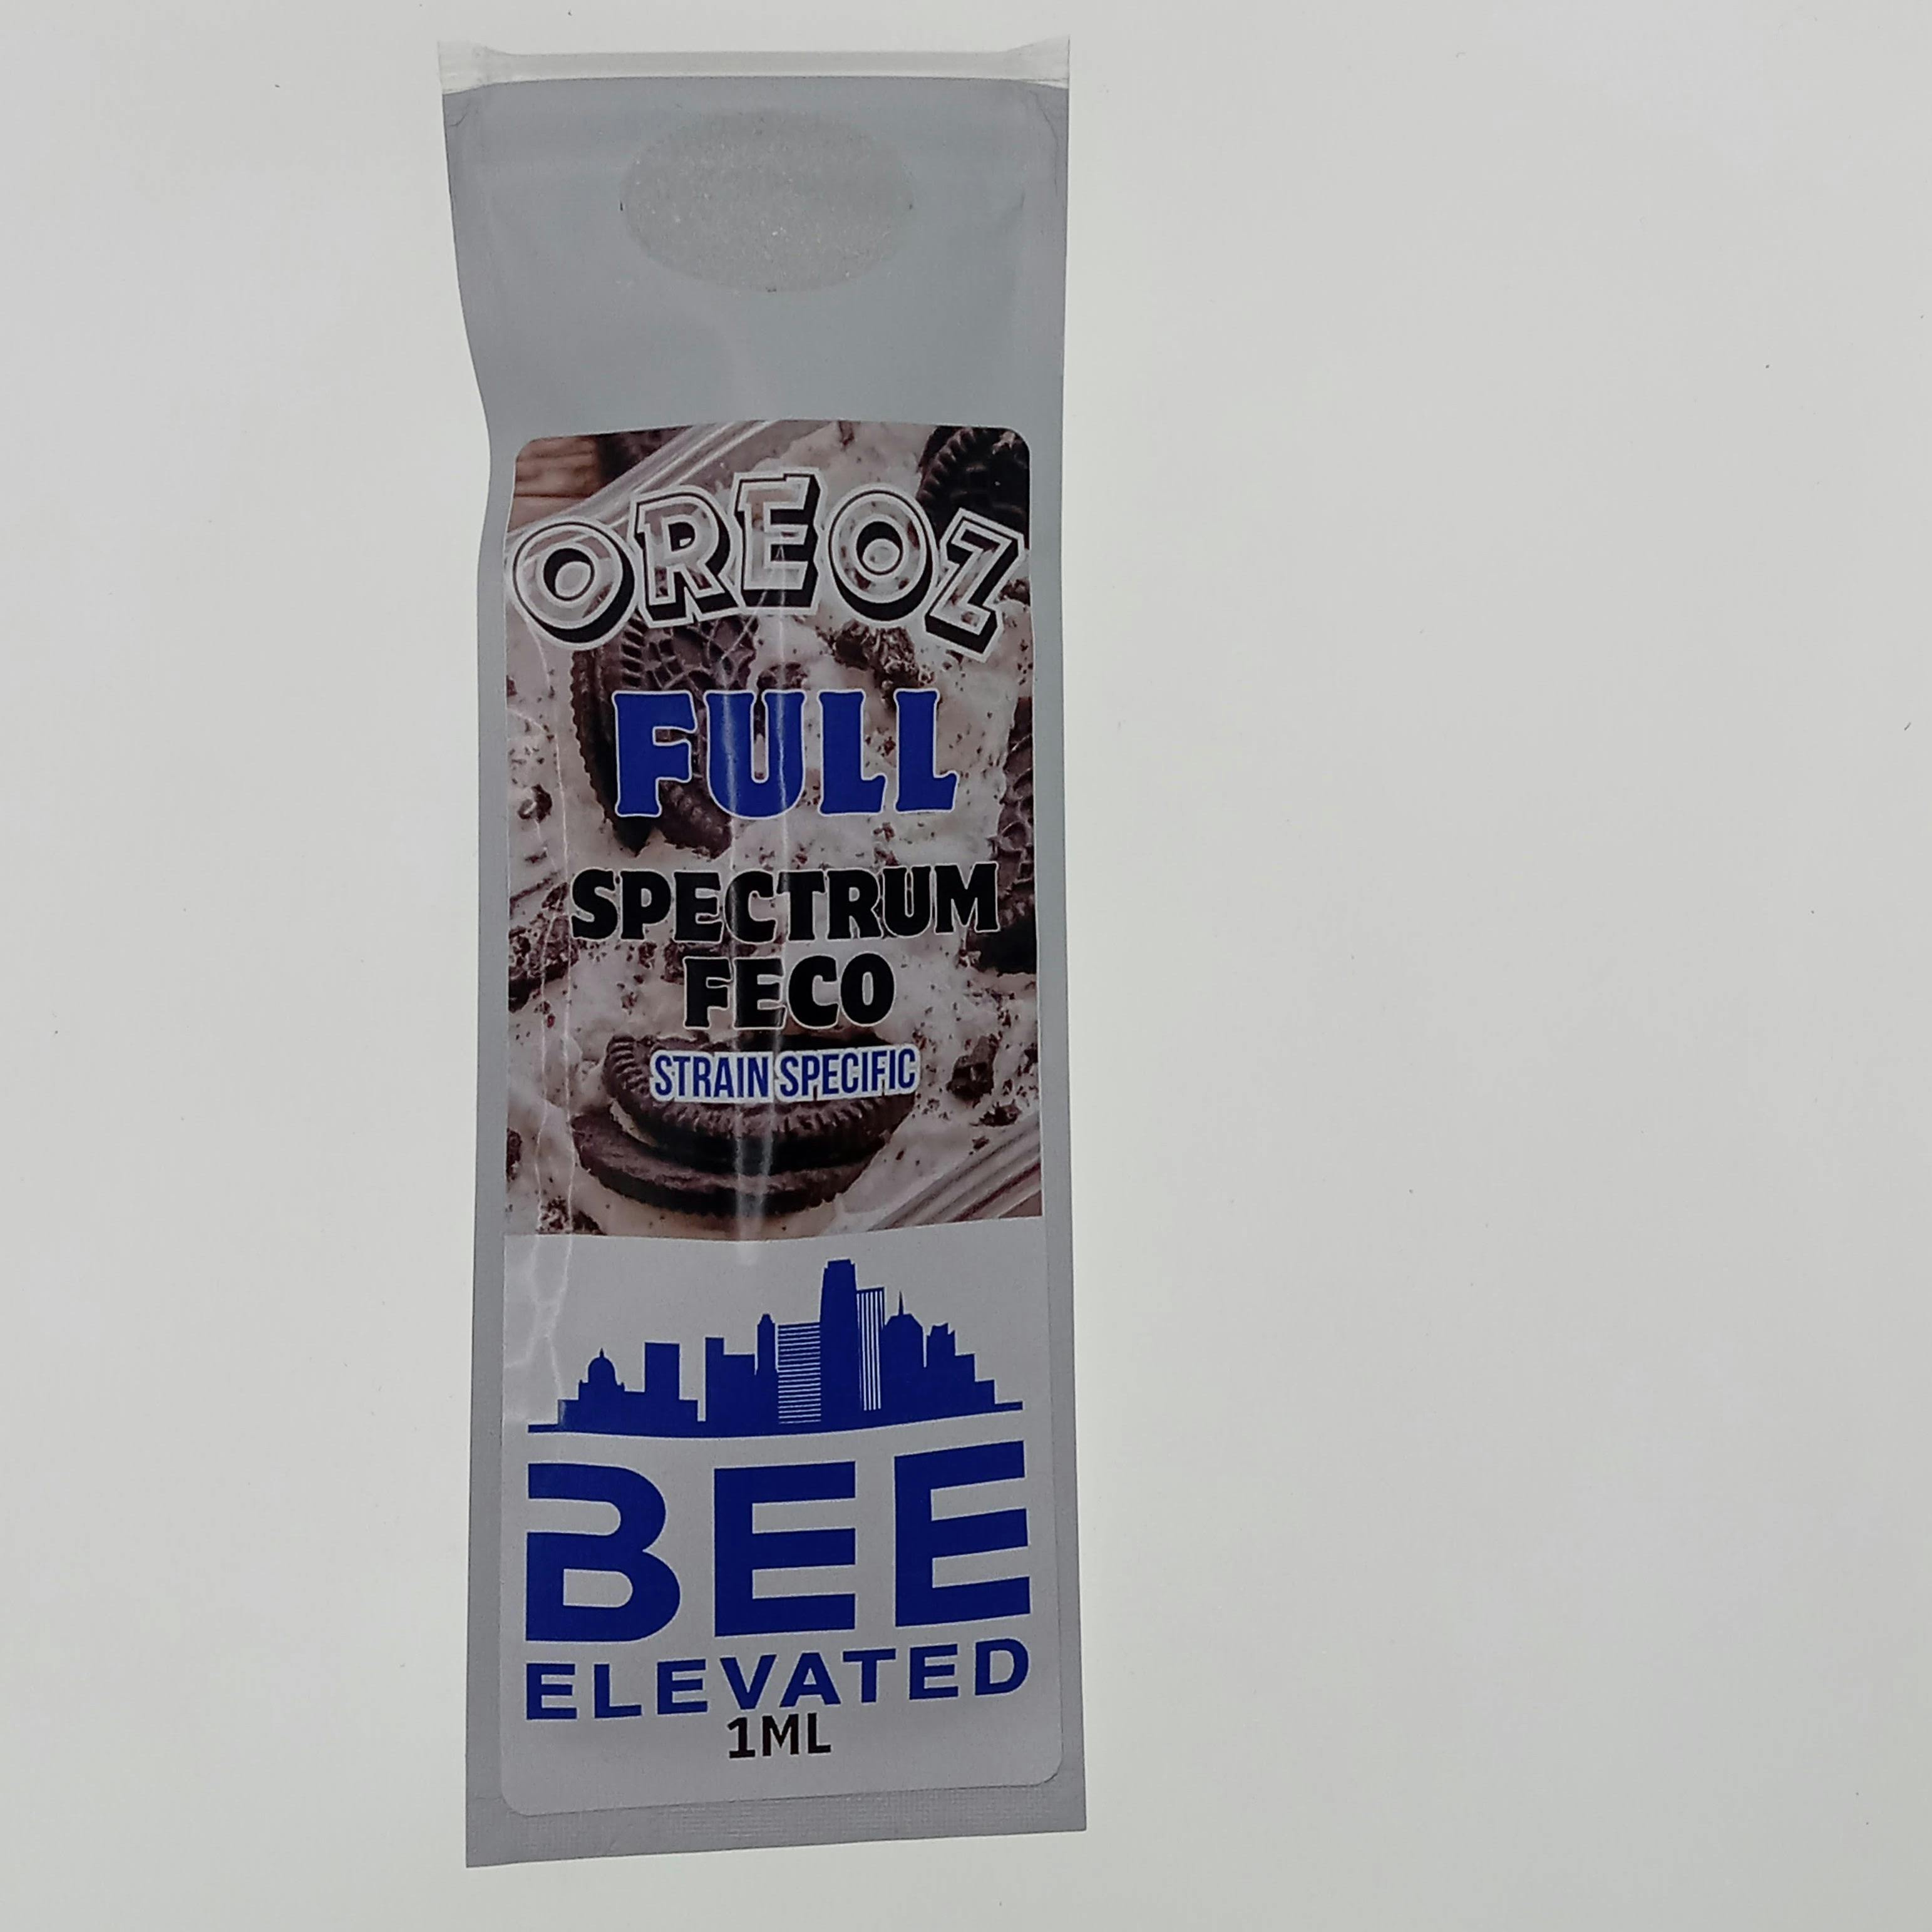 OREOZ
FULL
SPECTRUM
FECO
STRAIN SPECIFIC
BEE
ELEVATED
1ML